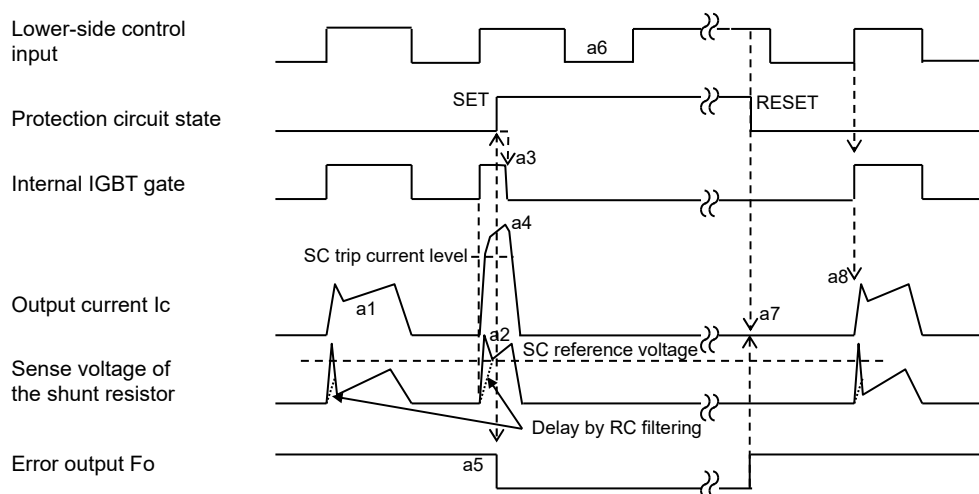 Lower-side control
input
a6
SET
RESET
Protection circuit state
a3
Internal IGBT gate
a4
SC trip current level
a8
Output current Ic
a1
a7
a2
SC reference voltage
Sense voltage of
the shunt resistor
Delay by RC filtering
Error output Fo
a5